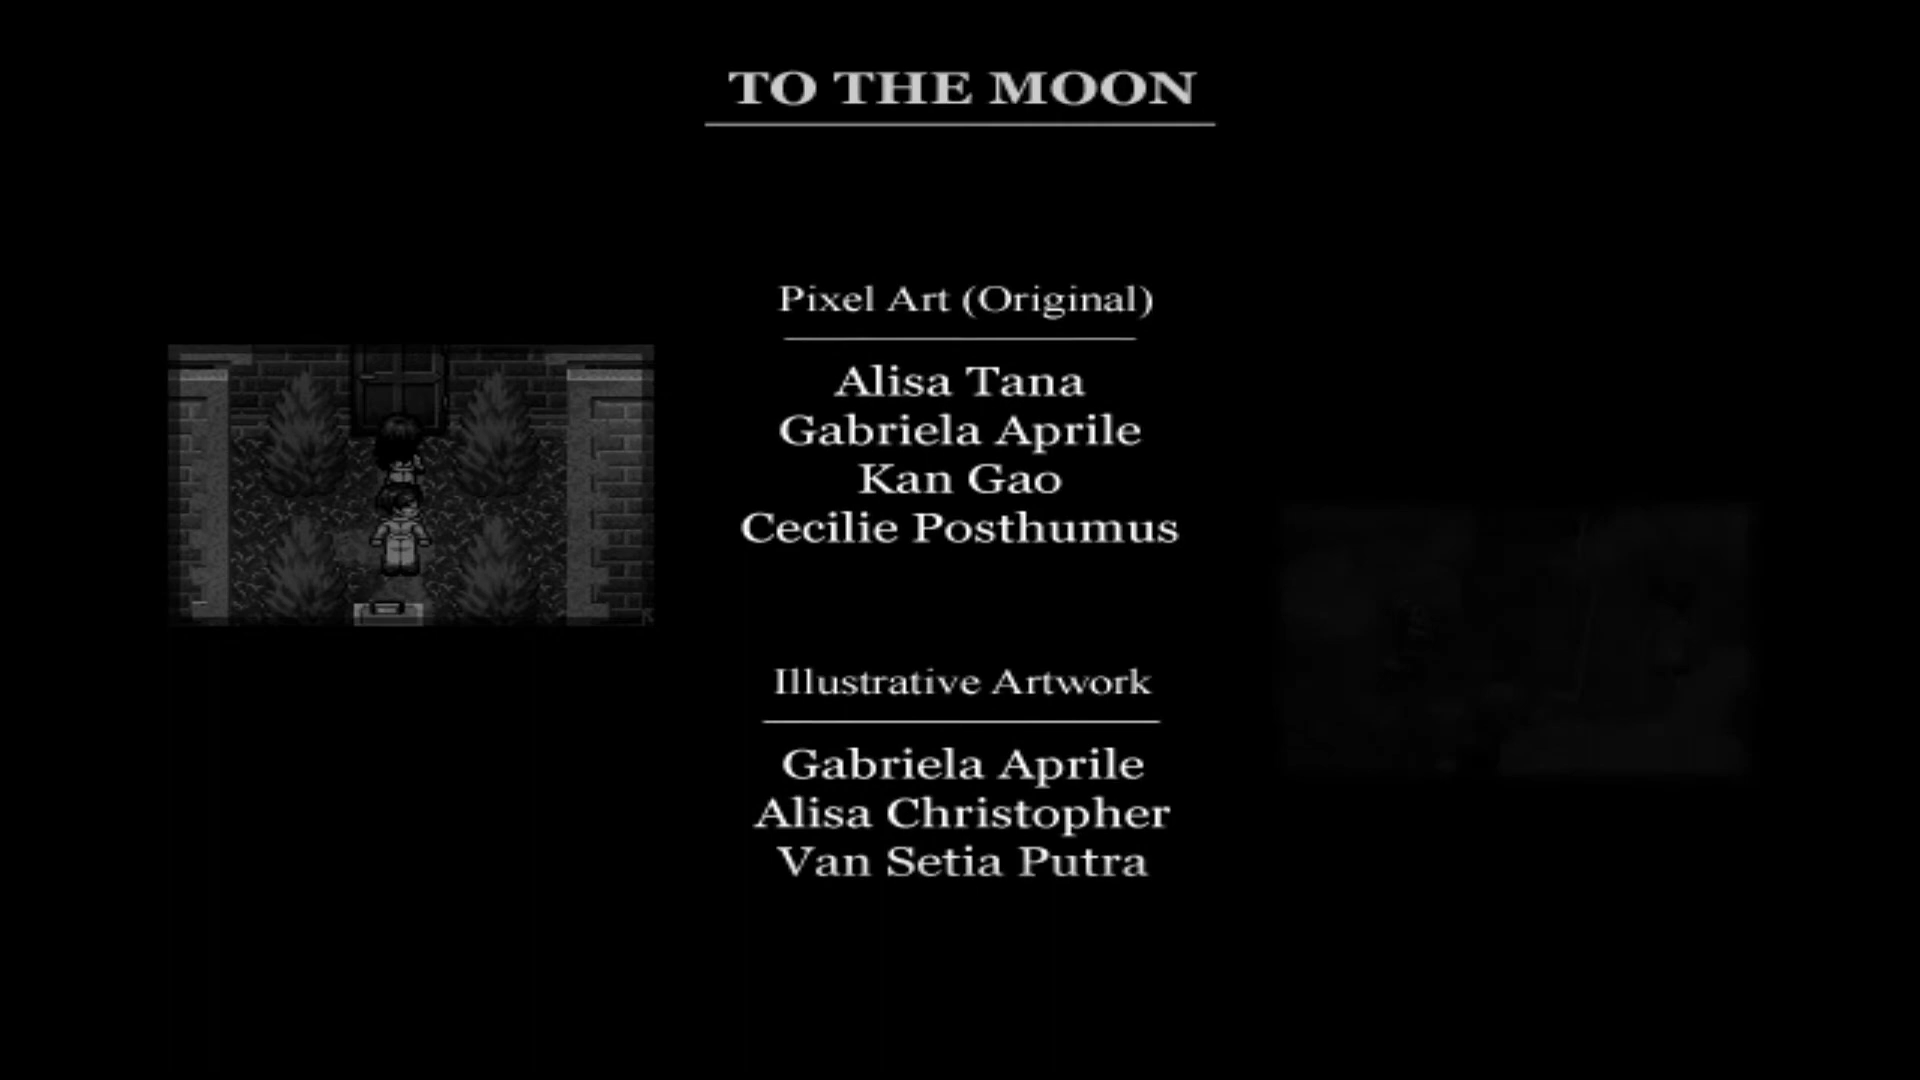 TO THE MOON
Pixel Art (Original)
Alisa Tana
Gabriela Aprile
Kan Gao
Cecilie Posthumus
Illustrative Artwork
Gabriela Aprile
Alisa Christopher
Van Setia Putra